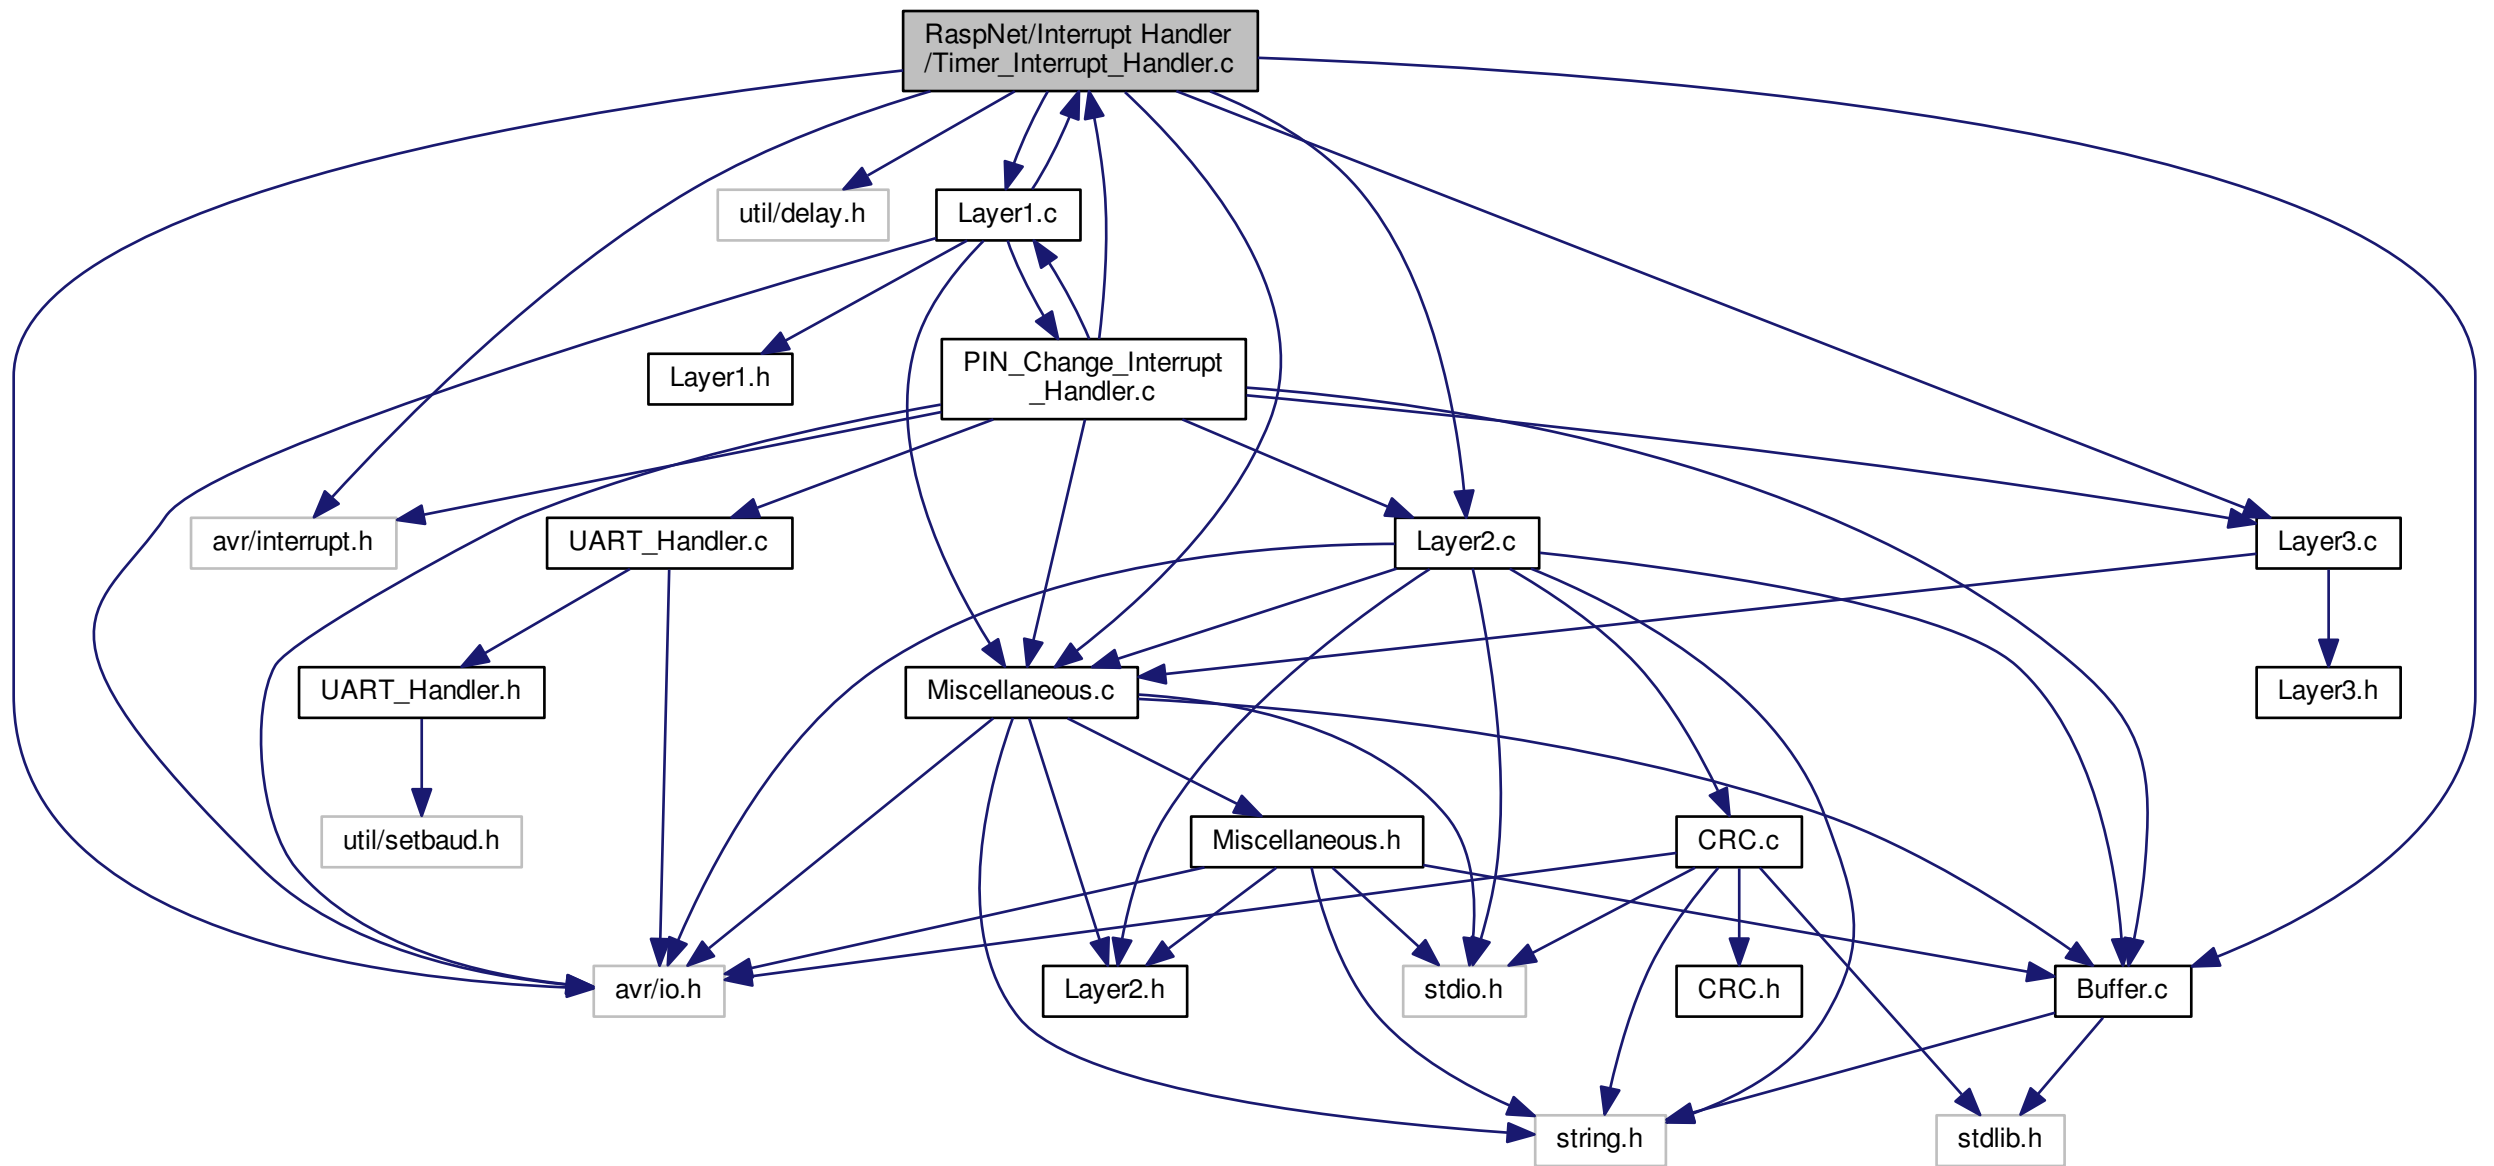 RaspNet/Interrupt Handler
/Timer_Interrupt_Handler.c
util/delay.h
Layer1.c
Layer1.h
PIN_Change_Interrupt
_Handler.c
avr/interrupt.h
UART_Handler.c
Layer2.c
Layer3.c
UART_Handler.h
Miscellaneous.c
Layer3.h
util/setbaud.h
Miscellaneous.h
CRC.c
avr/io.h
Layer2.h
stdio.h
CRC.h
Buffer.c
string.h
stdlib.h